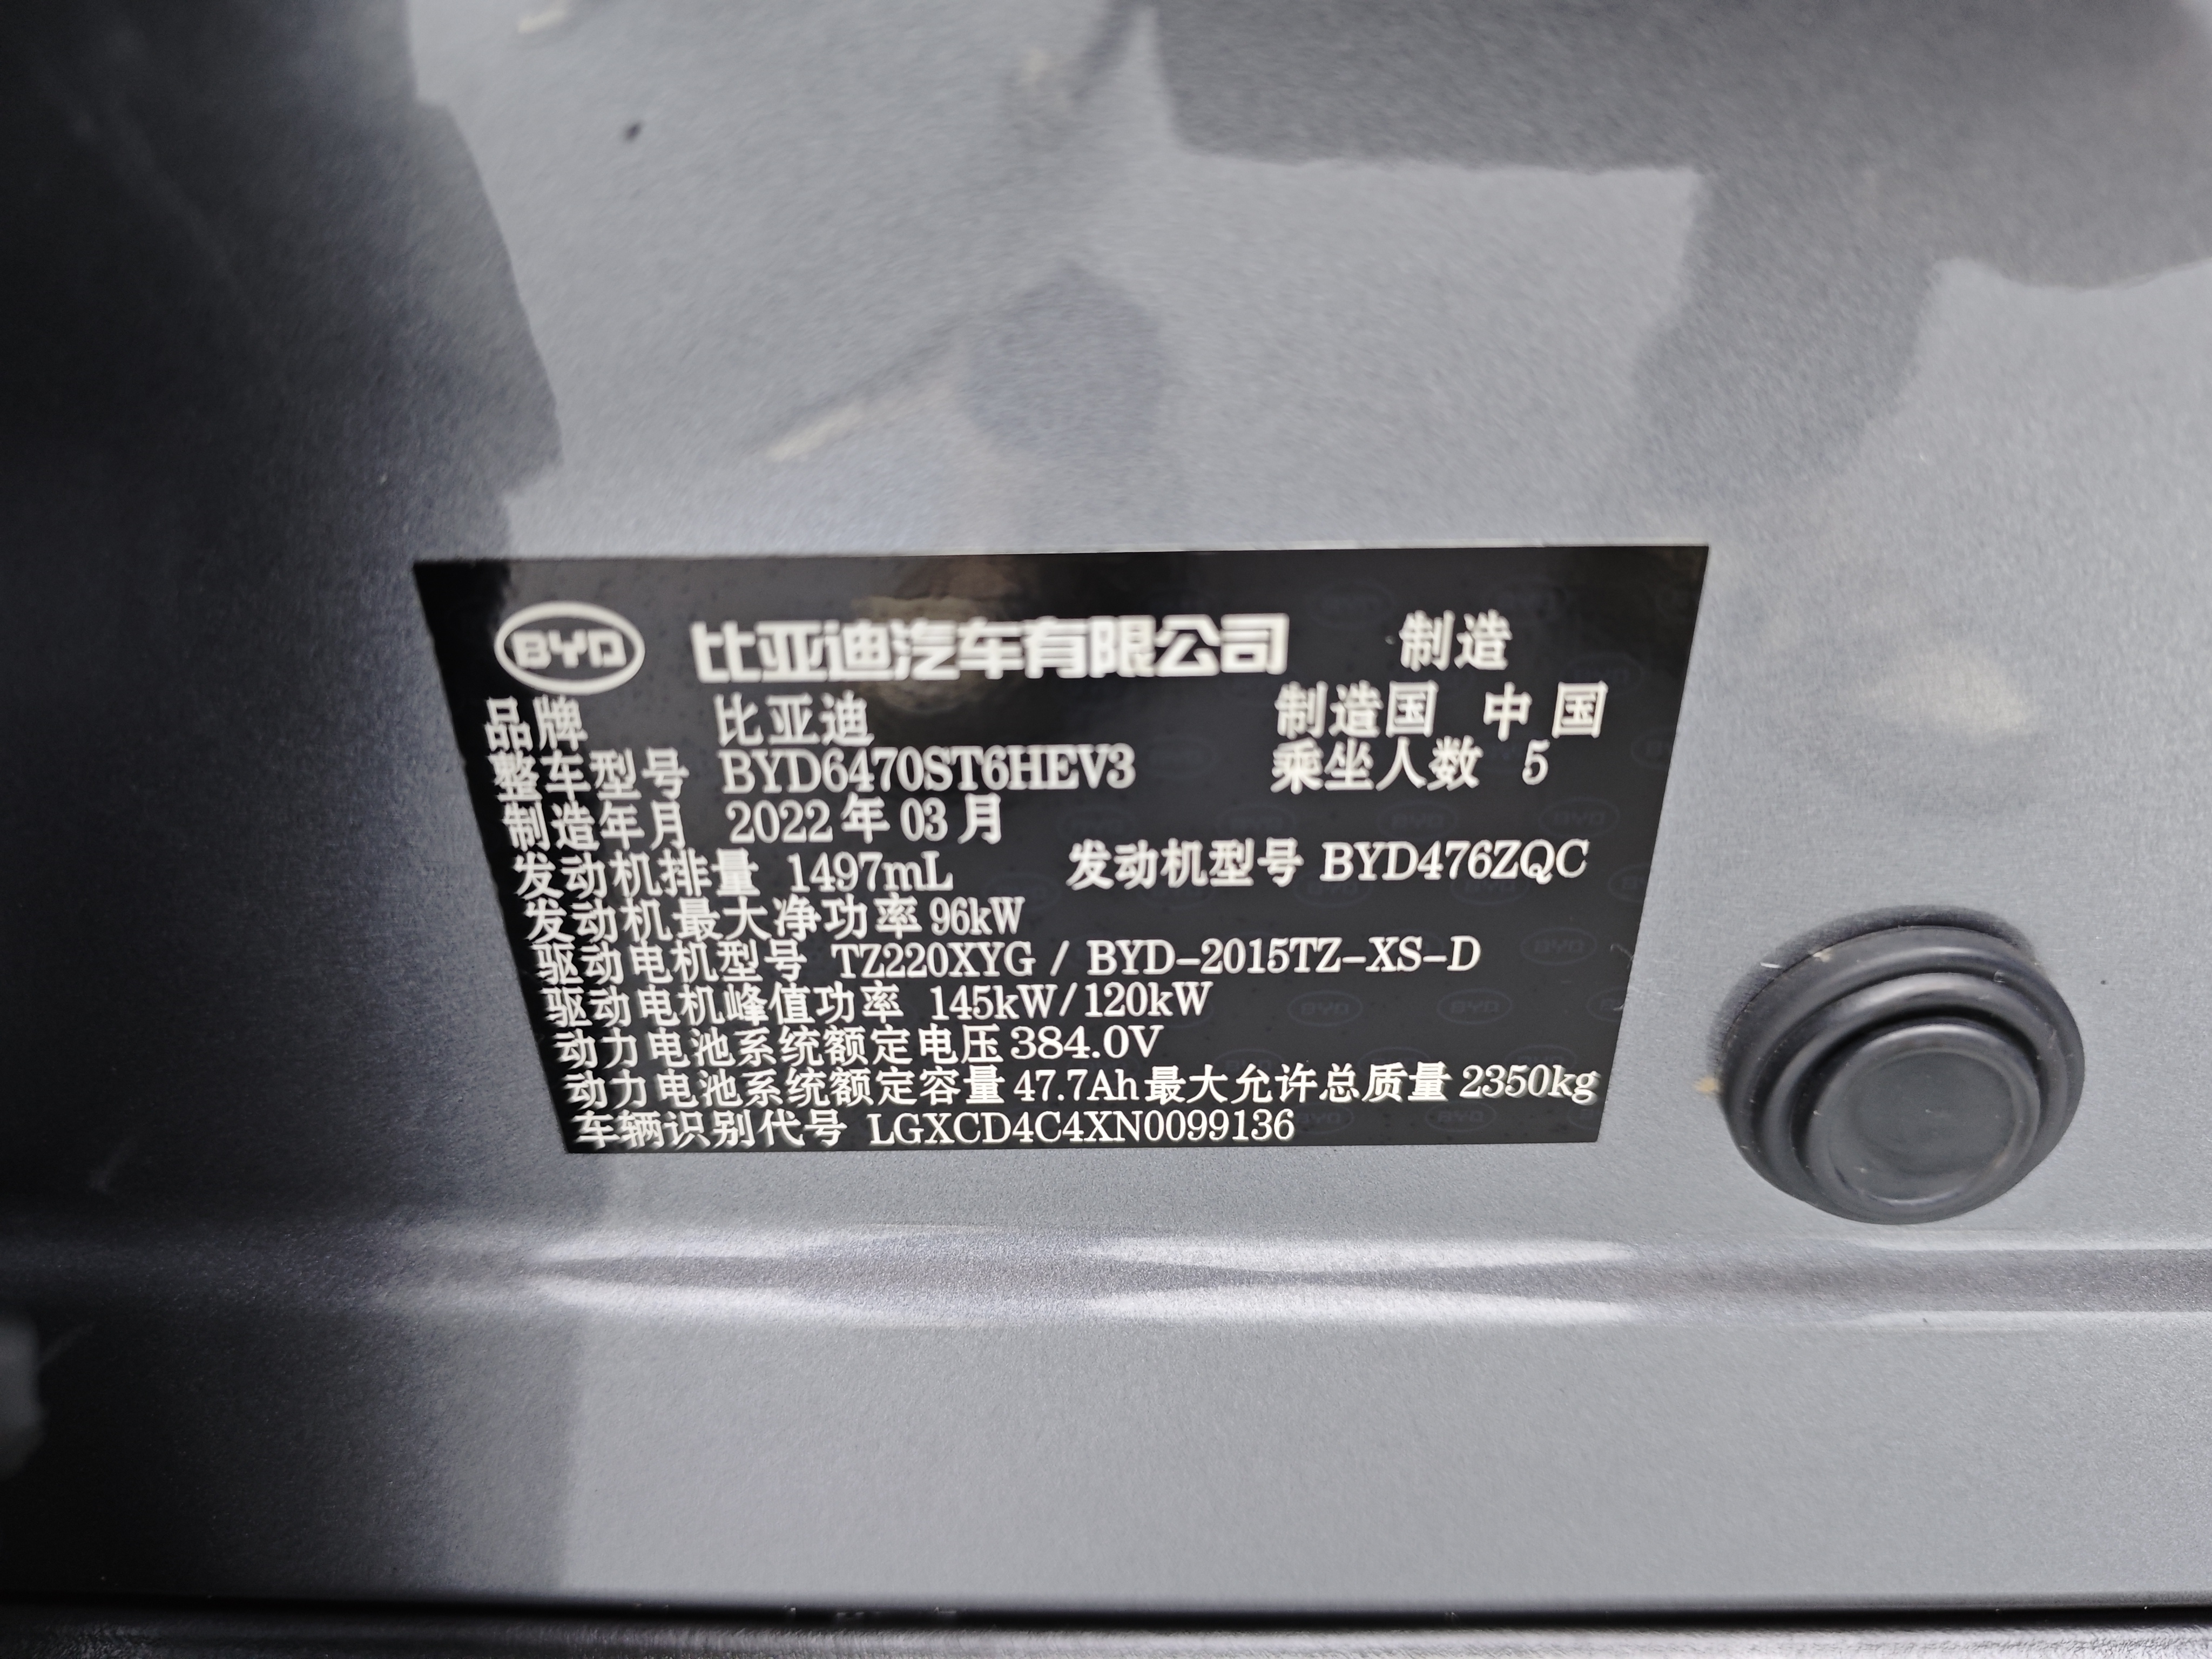 BYD 比亚迪汽车有限公司 制造
品牌 比亚迪 制造国 中国
整车型号 BYD6470ST6HEV3 乘坐人数 5
制造年月 2022年03月
发动机排量 1497mL 发动机型号 BYD476ZQC
发动机最大净功率 96kW
驱动电机型号 TZ220XYG / BYD-2015TZ-XS-D
驱动电机峰值功率 145kW/120kW
动力电池系统额定电压 384.0V
动力电池系统额定容量 47.7Ah 最大允许总质量 2350kg
车辆识别代号 LGXCD4C4XN0099136